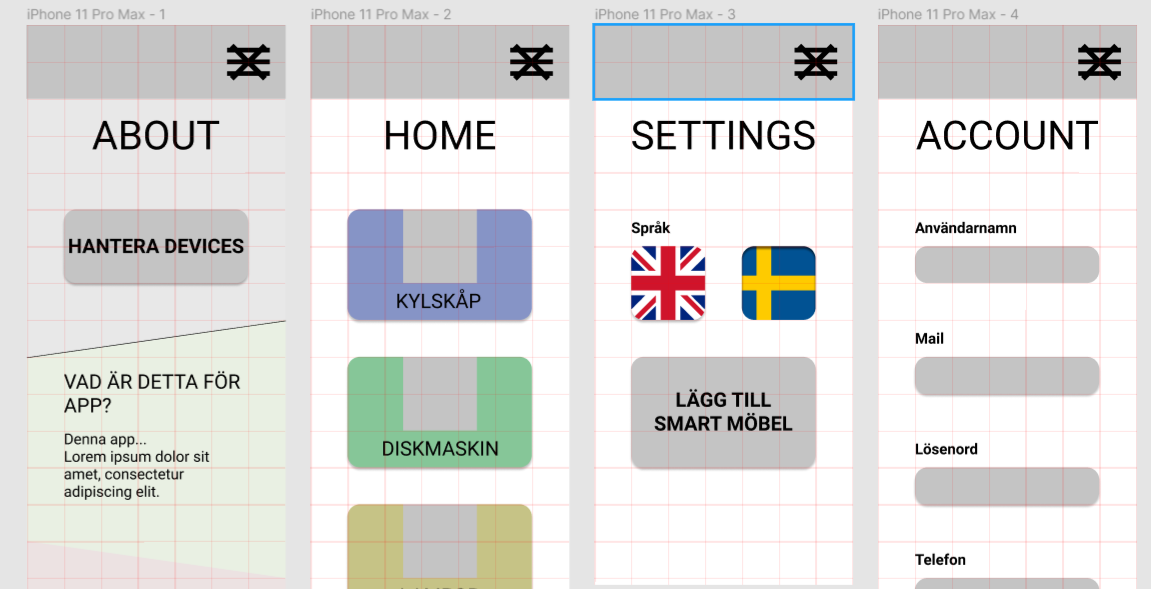 iPhone 11 Pro Max - 1
ABOUT
HANTERA DEVICES
VAD ÄR DETTA FÖR
APP?
Denna app...
Lorem ipsum dolor sit
amet, consectetur
adipiscing elit.
iPhone 11 Pro Max - 2
HOME
KYLSKÅP
DISKMASKIN
iPhone 11 Pro Max - 3
SETTINGS
Språk
LÄGG TILL
SMART MÖBEL
iPhone 11 Pro Max - 4
ACCOUNT
Användarnamn
Mail
Lösenord
Telefon